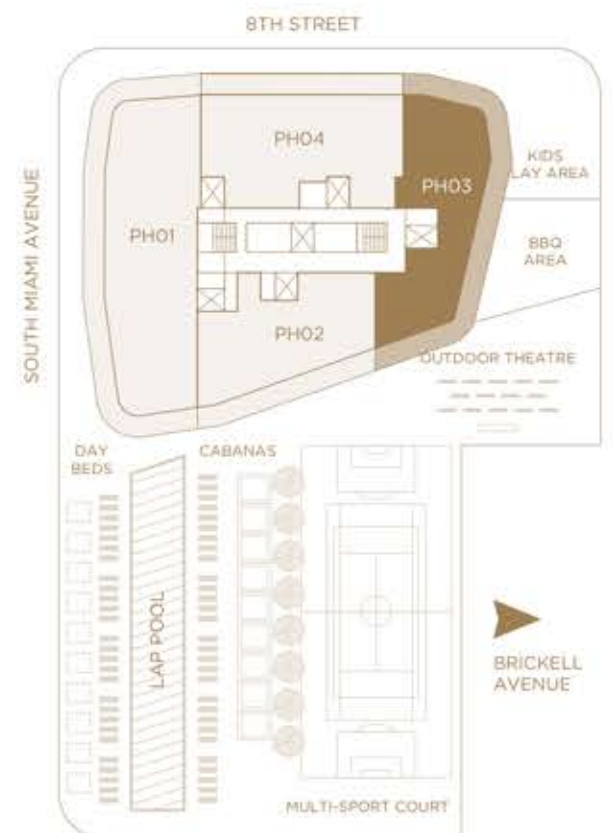 8TH STREET
SOUTH MIAMI AVENUE
PH04
PH03
KIDS
LAY AREA
PH01
BBQ
AREA
PH02
OUTDOOR THEATRE
DAY
BEDS
CABANAS
LAP POOL
BRICKELL
AVENUE
MULTI-SPORT COURT